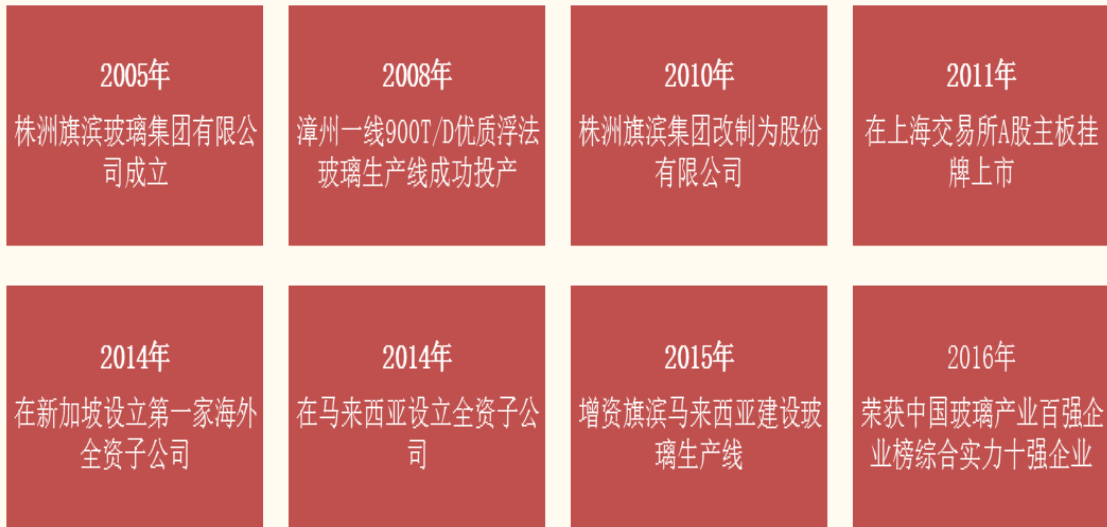 2005年
株洲旗滨玻璃集团有限公
司成立
2008年
漳州一线900T/D优质浮法
玻璃生产线成功投产
2010年
株洲旗滨集团改制为股份
有限公司
2011年
在上海交易所A股主板挂
牌上市
2014年
在新加坡设立第一家海外
全资子公司
2014年
在马来西亚设立全资子公
司
2015年
增资旗滨马来西亚建设玻
璃生产线
2016年
荣获中国玻璃产业百强企
业榜综合实力十强企业